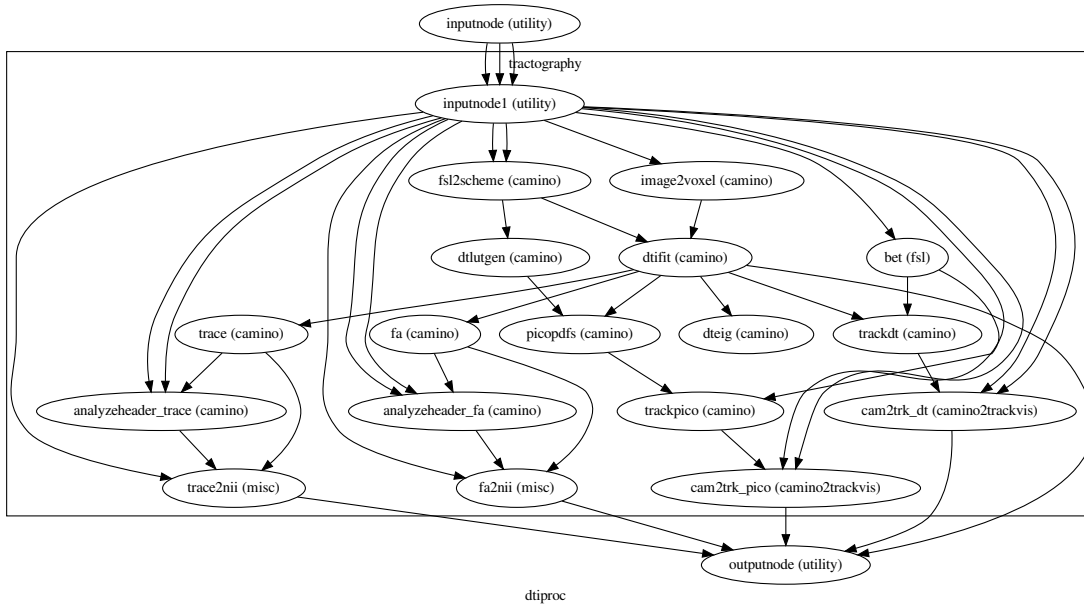 inputnode (utility)
tractography
inputnode1 (utility)
fsl2scheme (camino)
image2voxel (camino)
dtlutgen (camino)
dtifit (camino)
bet (fsl)
trace (camino)
fa (camino)
picopdfs (camino)
dteig (camino)
trackdt (camino)
analyzeheader_trace (camino)
analyzeheader_fa (camino)
trackpico (camino)
cam2trk_dt (camino2trackvis)
trace2nii (misc)
fa2nii (misc)
cam2trk_pico (camino2trackvis)
outputnode (utility)
dtiproc